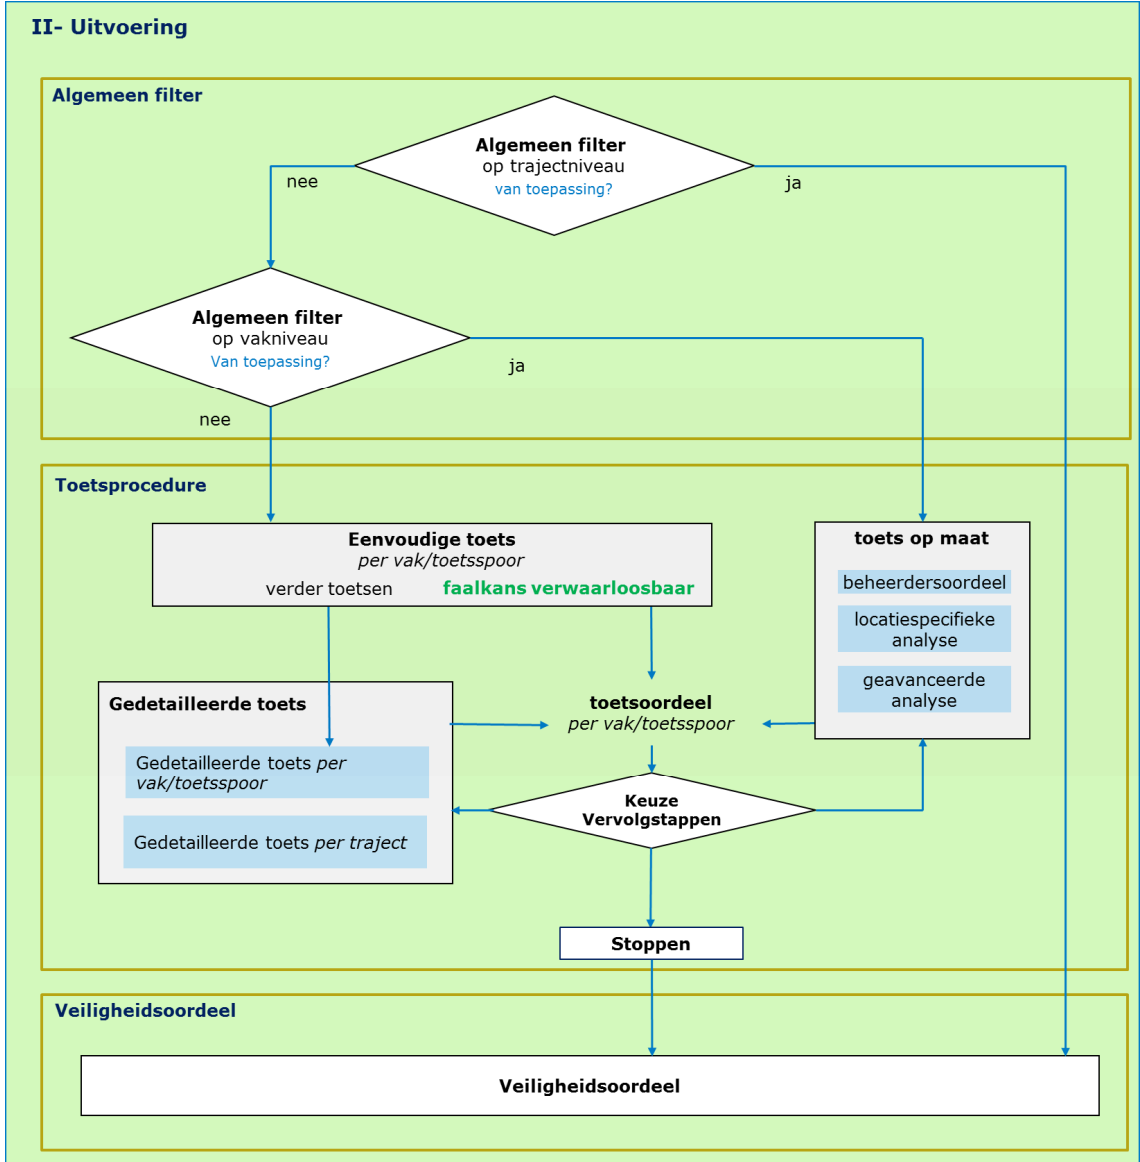 II- Uitvoering
Algemeen filter
Algemeen filter
op trajectniveau
van toepassing?
nee
ja
Algemeen filter
op vakniveau
Van toepassing?
ja
nee
Toetsprocedure
Eenvoudige toets
per vak/toetsspoor
verder toetsen
faalkans verwaarloosbaar
toets op maat
beheerdersoordeel
locatiespecifieke
analyse
geavanceerde
analyse
Gedetailleerde toets
Gedetailleerde toets per
vak/toetsspoor
Gedetailleerde toets per traject
toetsoordeel
per vak/toetsspoor
Keuze
Vervolgstappen
Stoppen
Veiligheidsoordeel
Veiligheidsoordeel